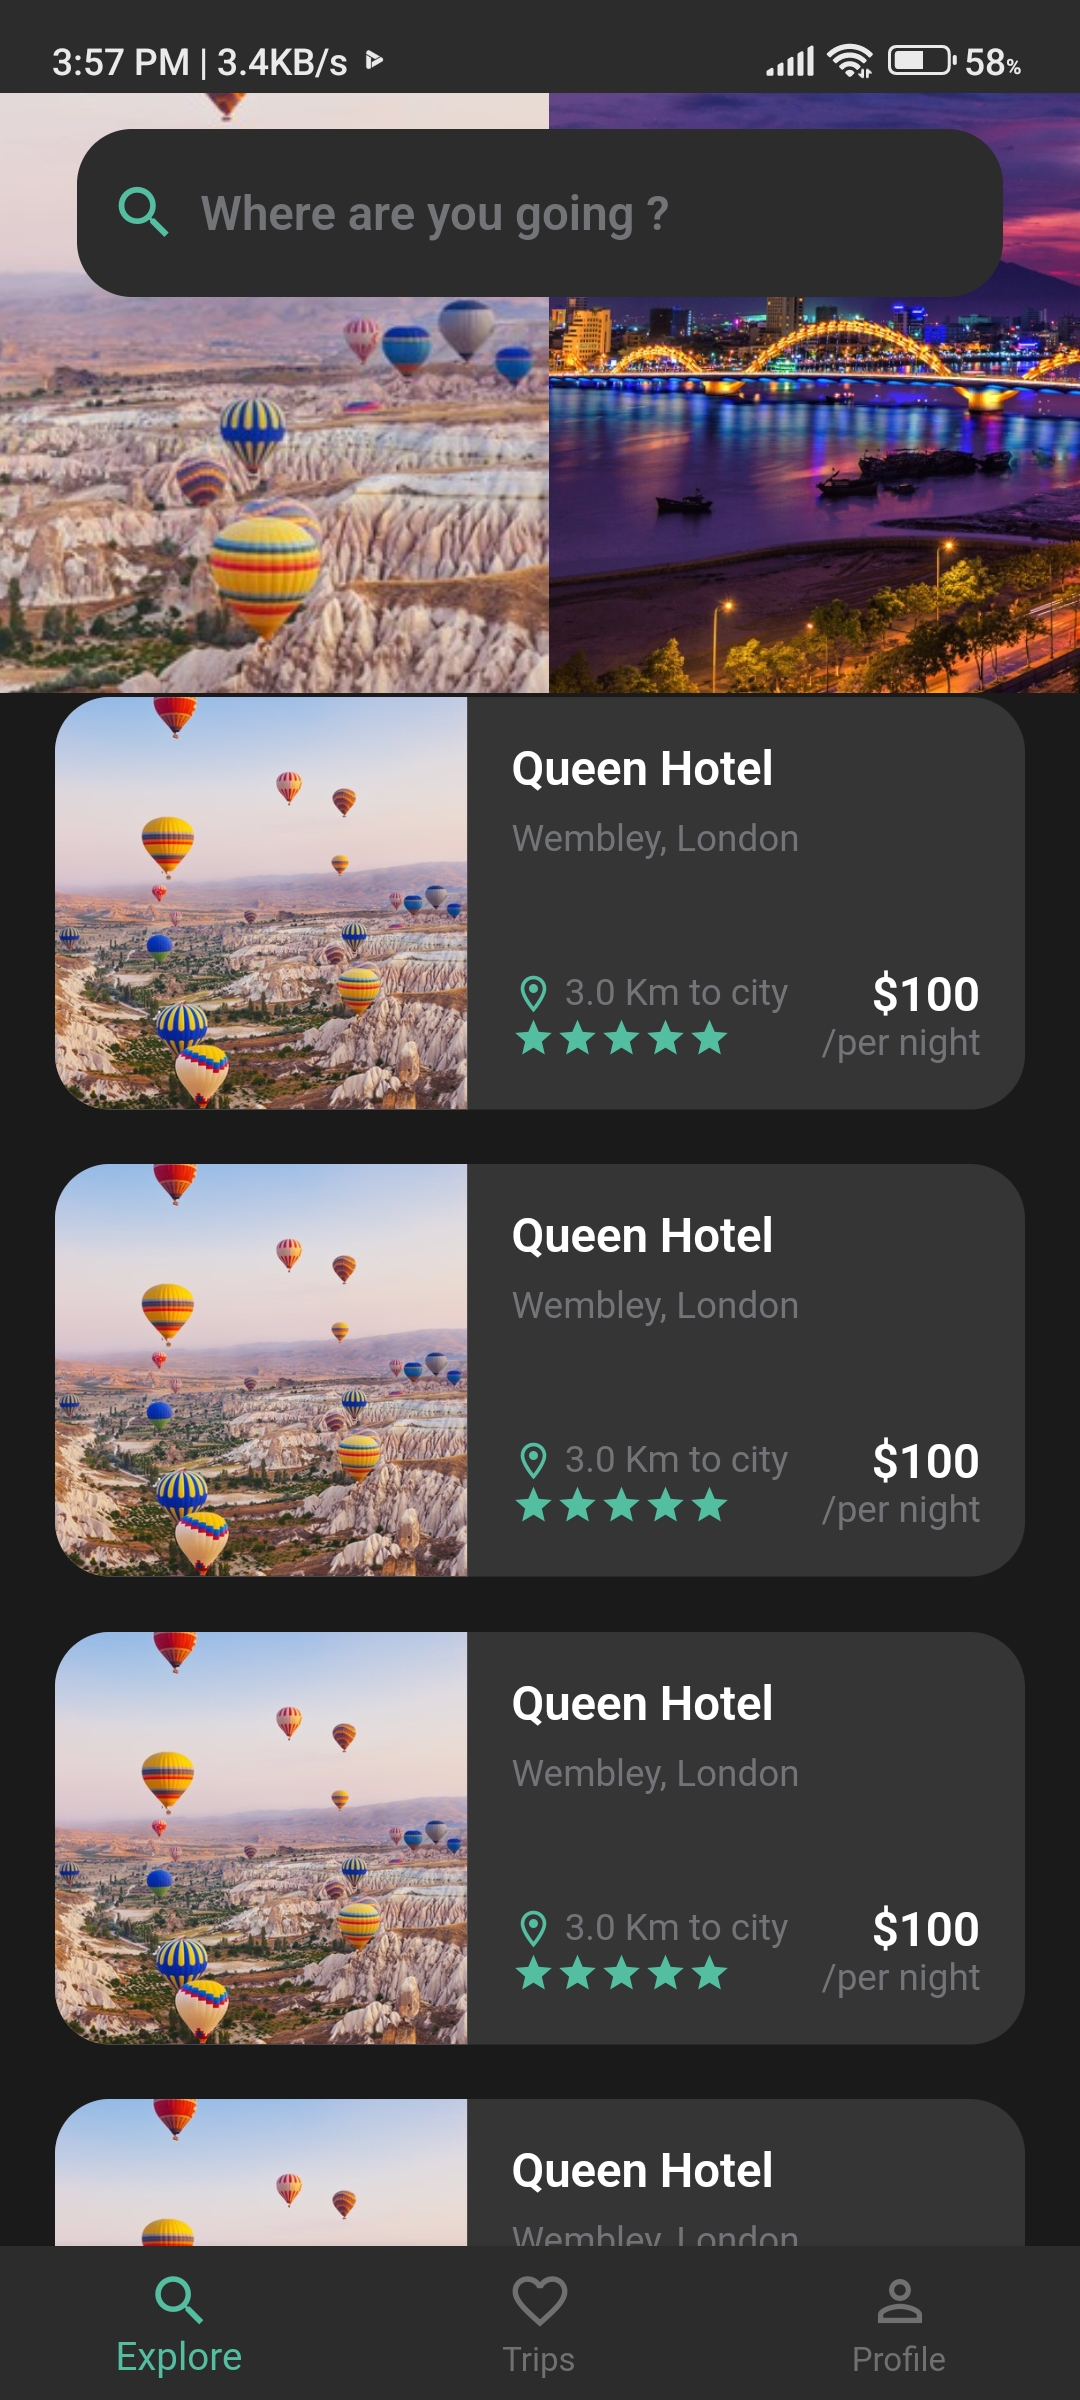 3:57 PM | 3.4KB/s 58%
Where are you going ?
Queen Hotel
Wembley, London
3.0 Km to city $100
/per night
Queen Hotel
Wembley, London
3.0 Km to city $100
/per night
Queen Hotel
Wembley, London
3.0 Km to city $100
/per night
Queen Hotel
Wembley, London
Explore Trips Profile